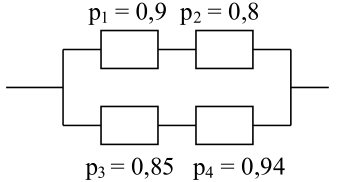 p₁ = 0,9 p₂ = 0,8
p₃ = 0,85 p₄ = 0,94